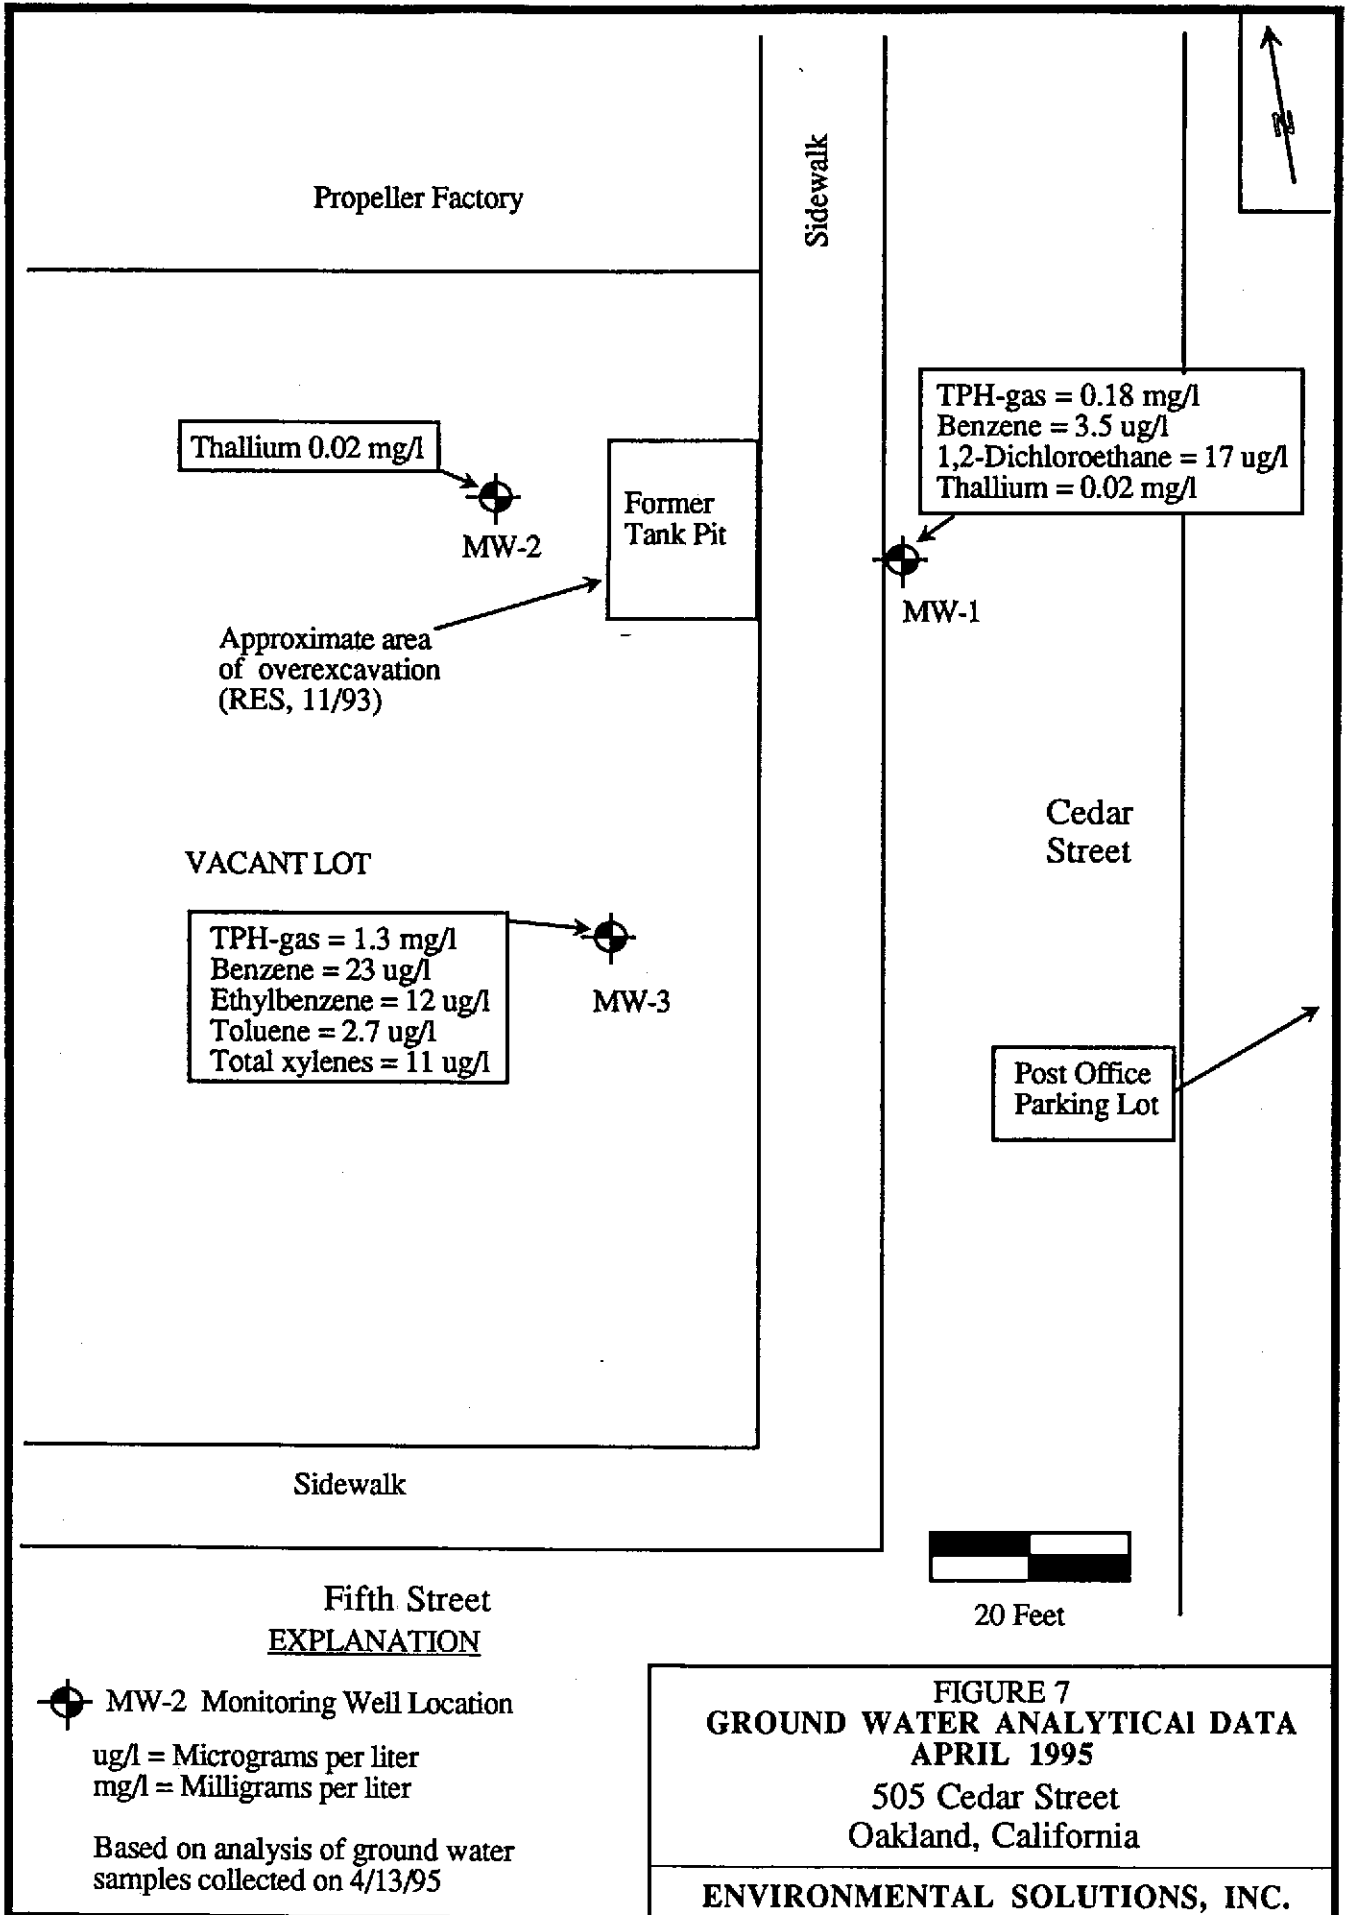 N
Propeller Factory
Sidewalk
TPH-gas = 0.18 mg/l
Benzene = 3.5 ug/l
1,2-Dichloroethane = 17 ug/l
Thallium = 0.02 mg/l
Thallium 0.02 mg/l
MW-2
Former
Tank Pit
MW-1
Approximate area
of overexcavation
(RES, 11/93)
Cedar
Street
VACANT LOT
TPH-gas = 1.3 mg/l
Benzene = 23 ug/l
Ethylbenzene = 12 ug/l
Toluene = 2.7 ug/l
Total xylenes = 11 ug/l
MW-3
Post Office
Parking Lot
Sidewalk
Fifth Street
20 Feet
EXPLANATION
MW-2 Monitoring Well Location
ug/l = Micrograms per liter
mg/l = Milligrams per liter
Based on analysis of ground water
samples collected on 4/13/95
FIGURE 7
GROUND WATER ANALYTICAl DATA
APRIL 1995
505 Cedar Street
Oakland, California
ENVIRONMENTAL SOLUTIONS, INC.